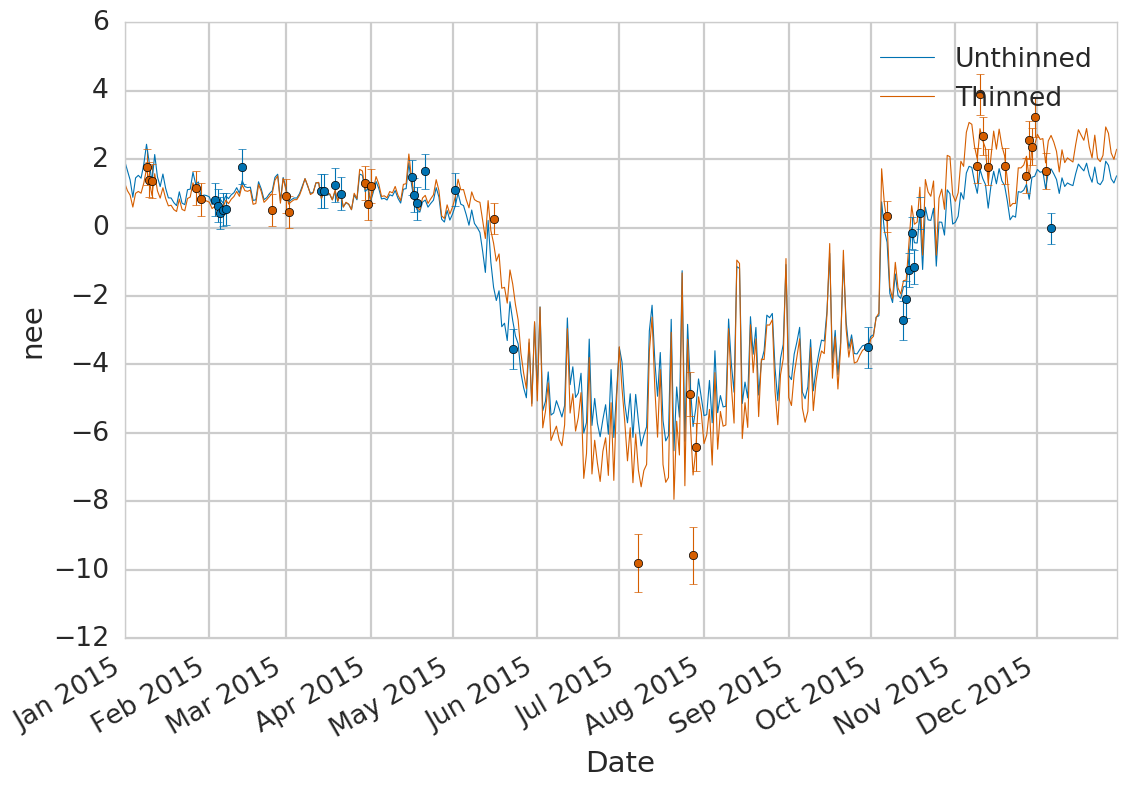 6
4
2
0
−2
−4
−6
−8
−10
−12
nee
Unthinned
Thinned
Jan 2015
Feb 2015
Mar 2015
Apr 2015
May 2015
Jun 2015
Jul 2015
Aug 2015
Sep 2015
Oct 2015
Nov 2015
Dec 2015
Date